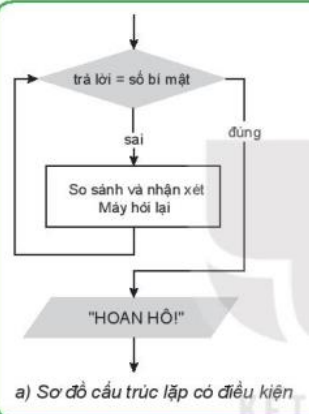 trả lời = số bí mật
sai
đúng
So sánh và nhận xét
Máy hỏi lại
"HOAN HÔ!"
a) Sơ đồ cấu trúc lặp có điều kiện
KẾT